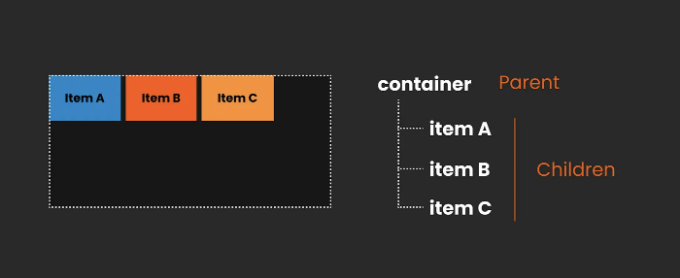 Item A
Item B
Item C
container
Parent
item A
item B
item C
Children